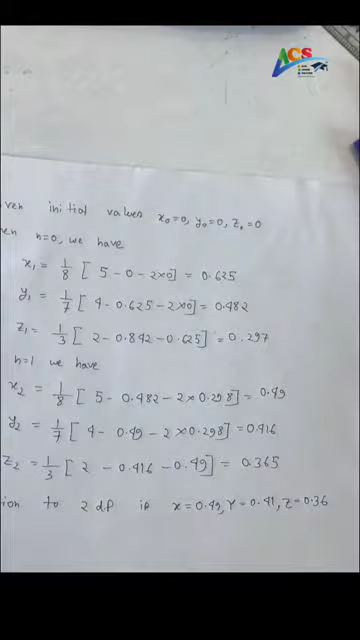 ACS
ven initial values x₀=0, y₀=0, z₀=0
en n=0, we have
x₁= 1/8 [ 5-0-2×0] = 0.625
y₁= 1/7 [ 4-0.625-2×0] = 0.482
z₁= 1/3 [ 2-0.842-0.625] = 0.297
n=1 we have
x₂ = 1/8 [ 5- 0.482-2×0.298] = 0.49
y₂ = 1/7 [ 4- 0.49-2×0.298] = 0.416
z₂ = 1/3 [ 2 -0.416-0.49] = 0.365
ion to 2 d.p is x=0.49, Y=0.41, Z=0.36